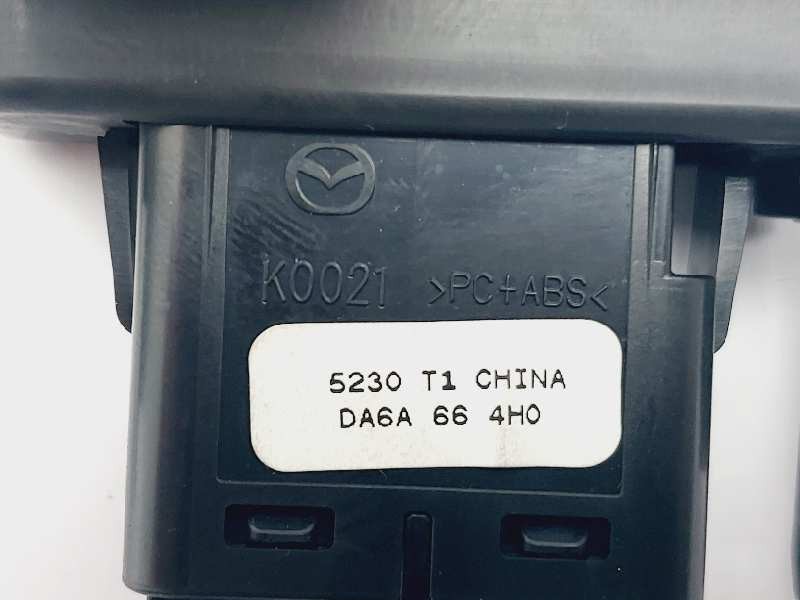 K0021 >PC+ABS<
5230 T1 CHINA
DA6A 66 4H0